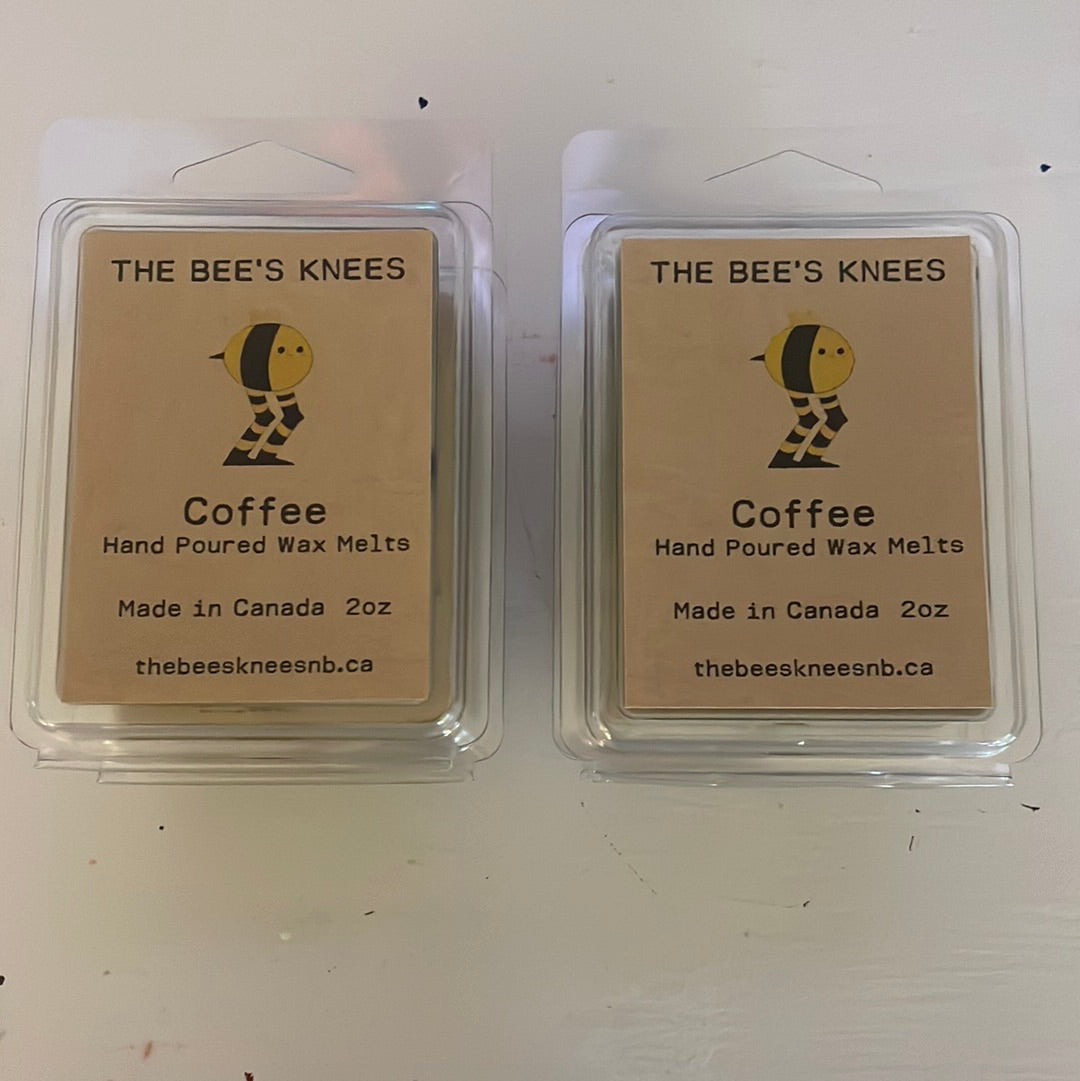 THE BEE'S KNEES
Coffee
Hand Poured Wax Melts
Made in Canada 2oz
thebeeskneesnb.ca
THE BEE'S KNEES
Coffee
Hand Poured Wax Melts
Made in Canada 2oz
thebeeskneesnb.ca